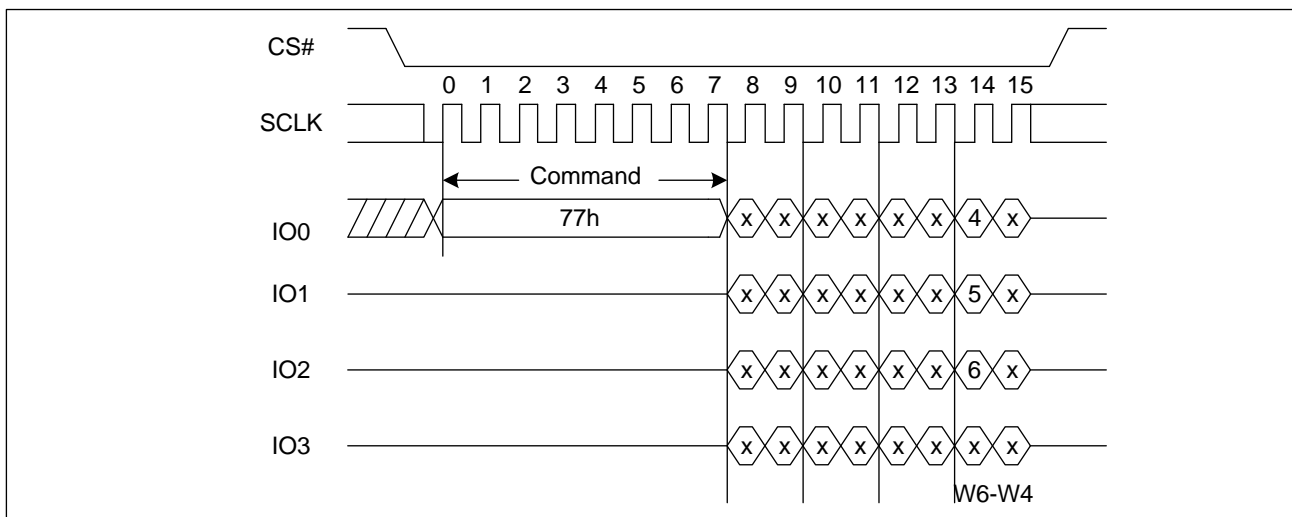 CS#
0 1 2 3 4 5 6 7 8 9 10 11 12 13 14 15
SCLK
Command
IO0 77h x x x x x x 4 x
IO1 x x x x x x 5 x
IO2 x x x x x x 6 x
IO3 x x x x x x x x
W6-W4